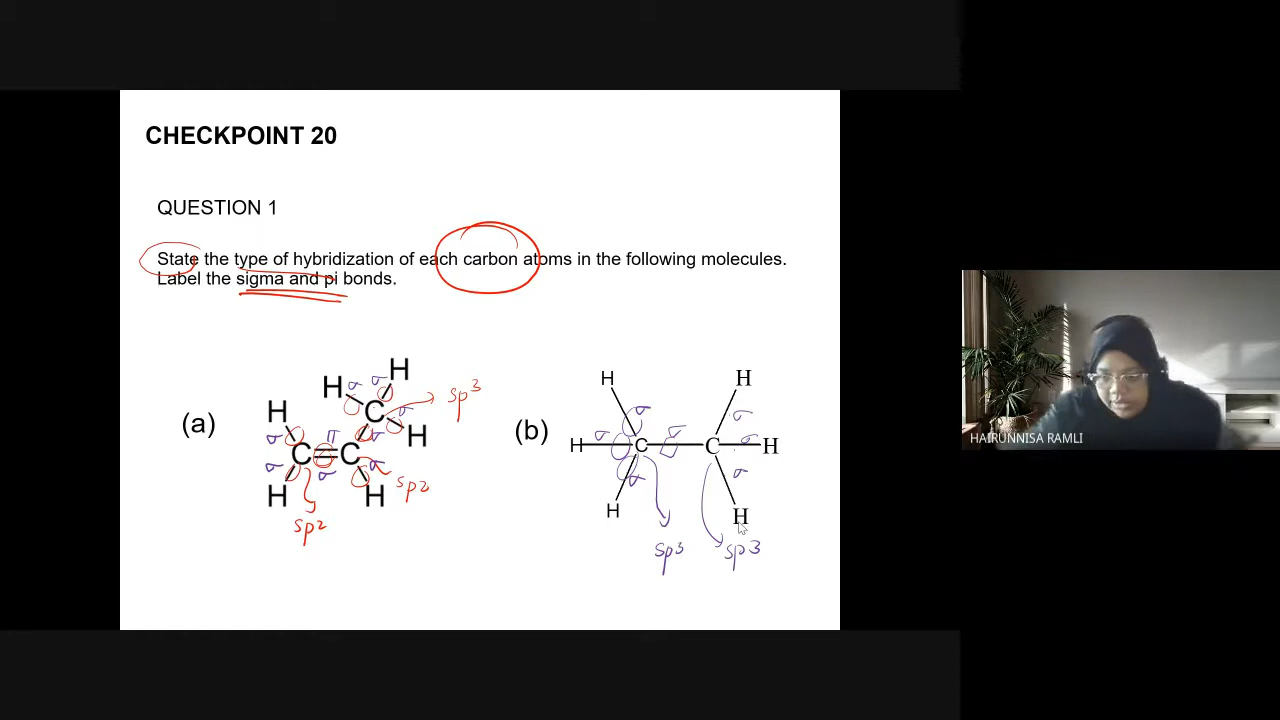 CHECKPOINT 20
QUESTION 1
State the type of hybridization of each carbon atoms in the following molecules.
Label the sigma and pi bonds.
(a)
H H
σ σ
sp3
H C σ
σ π σ H
C C
σ σ σ
H H sp2
sp2
(b)
H H
σ σ
H σ C σ C σ H
σ σ
H H
sp3 sp3
HAIRUNNISA RAMLI